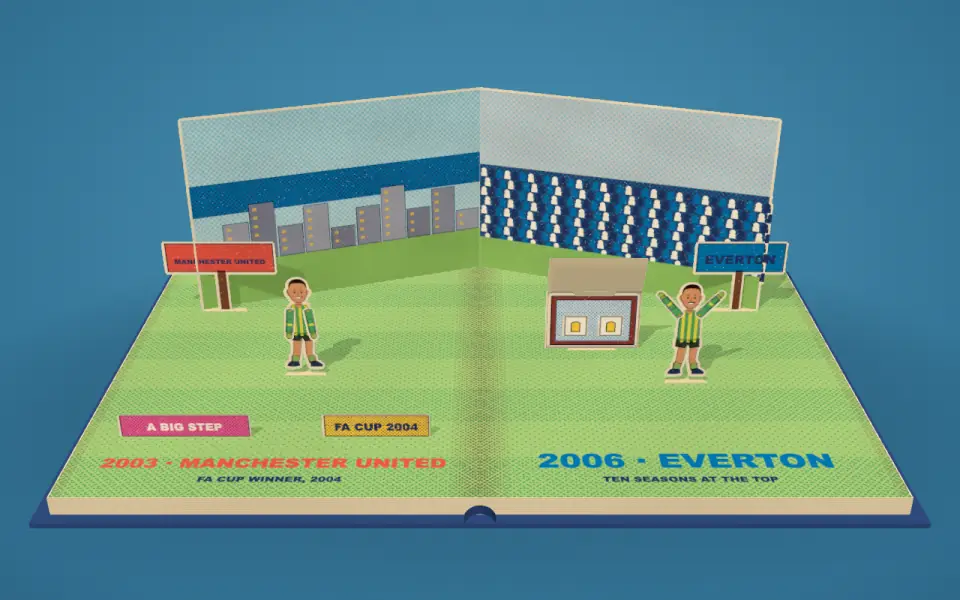 MANCHESTER UNITED
EVERTON
A BIG STEP
FA CUP 2004
2003 · MANCHESTER UNITED
FA CUP WINNER, 2004
2006 · EVERTON
TEN SEASONS AT THE TOP